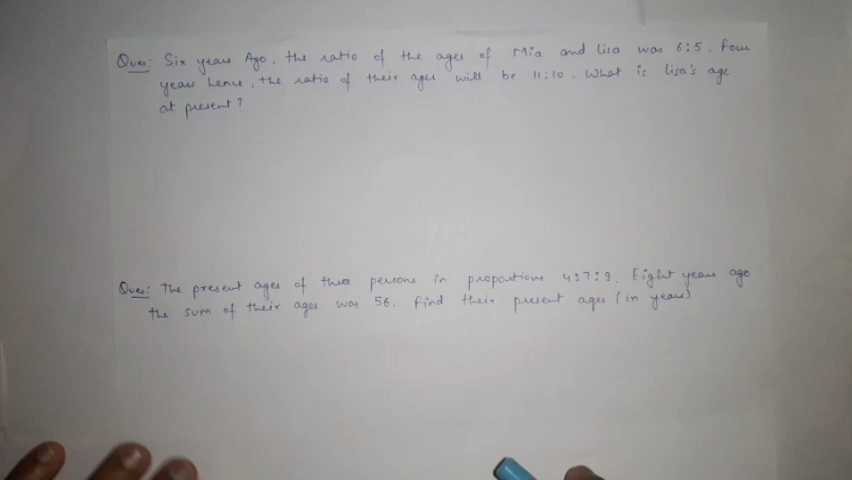 Ques: Six years Ago, the ratio of the ages of Mia and Lisa was 6:5. Four
years hence, the ratio of their ages will be 11:10. What is Lisa's age
at present?
Ques: The present ages of three persons in proportions 4:7:9. Eight years ago
the sum of their ages was 56. Find their present ages (in years)